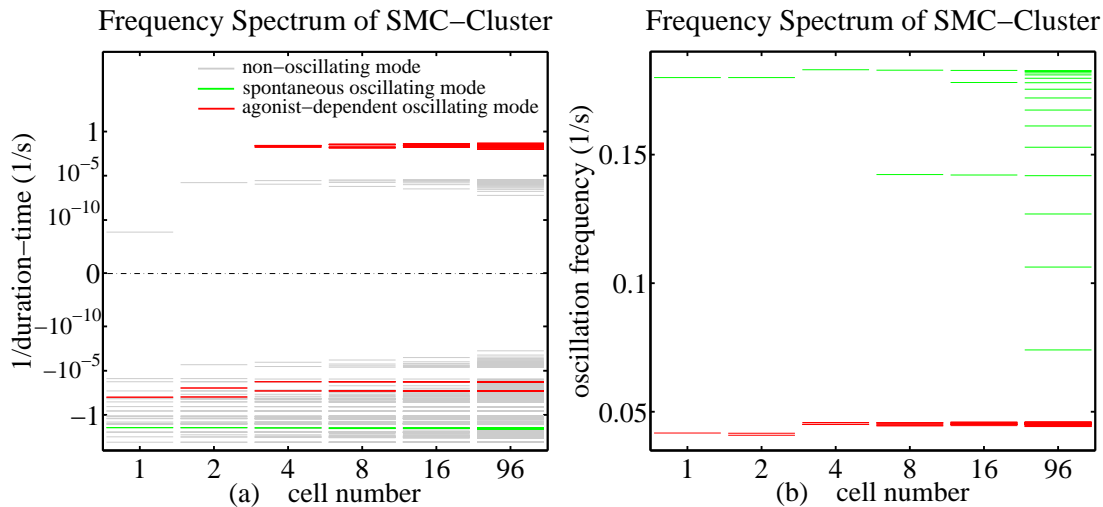 Frequency Spectrum of SMC−Cluster
non−oscillating mode
spontaneous oscillating mode
agonist−dependent oscillating mode
1/duration−time (1/s)
1
10^−5
10^−10
0
−10^−10
−10^−5
−1
1 2 4 8 16 96
(a) cell number
Frequency Spectrum of SMC−Cluster
oscillation frequency (1/s)
0.15
0.1
0.05
1 2 4 8 16 96
(b) cell number